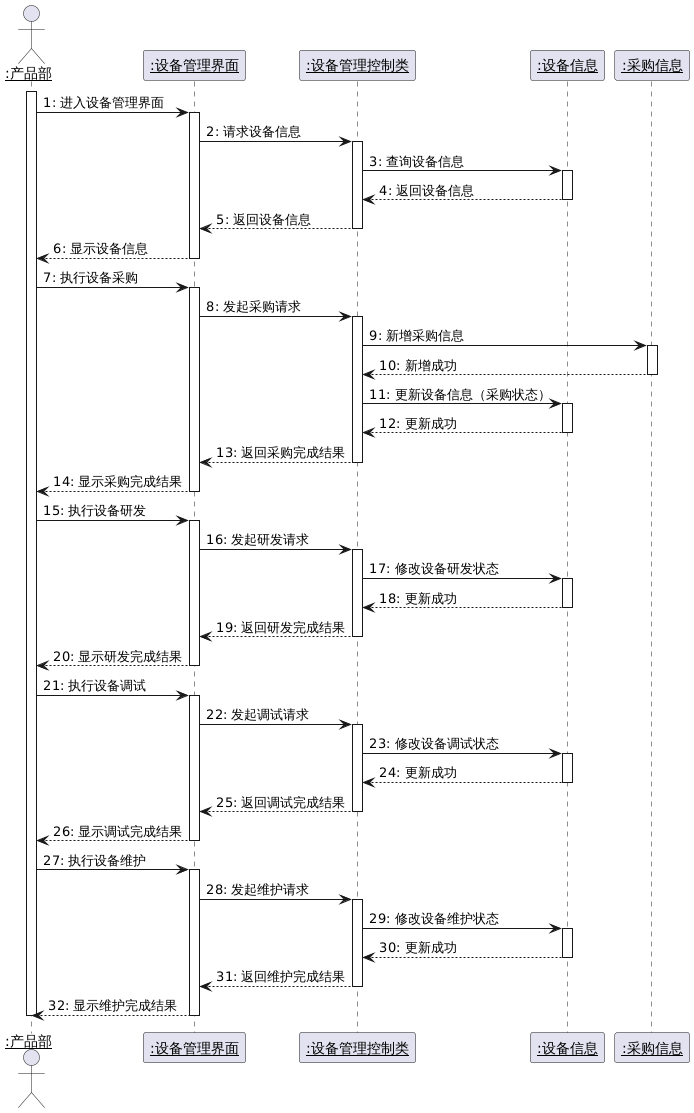 :产品部
:设备管理界面
:设备管理控制类
:设备信息
:采购信息
1: 进入设备管理界面
2: 请求设备信息
3: 查询设备信息
4: 返回设备信息
5: 返回设备信息
6: 显示设备信息
7: 执行设备采购
8: 发起采购请求
9: 新增采购信息
10: 新增成功
11: 更新设备信息（采购状态）
12: 更新成功
13: 返回采购完成结果
14: 显示采购完成结果
15: 执行设备研发
16: 发起研发请求
17: 修改设备研发状态
18: 更新成功
19: 返回研发完成结果
20: 显示研发完成结果
21: 执行设备调试
22: 发起调试请求
23: 修改设备调试状态
24: 更新成功
25: 返回调试完成结果
26: 显示调试完成结果
27: 执行设备维护
28: 发起维护请求
29: 修改设备维护状态
30: 更新成功
31: 返回维护完成结果
32: 显示维护完成结果
:产品部
:设备管理界面
:设备管理控制类
:设备信息
:采购信息